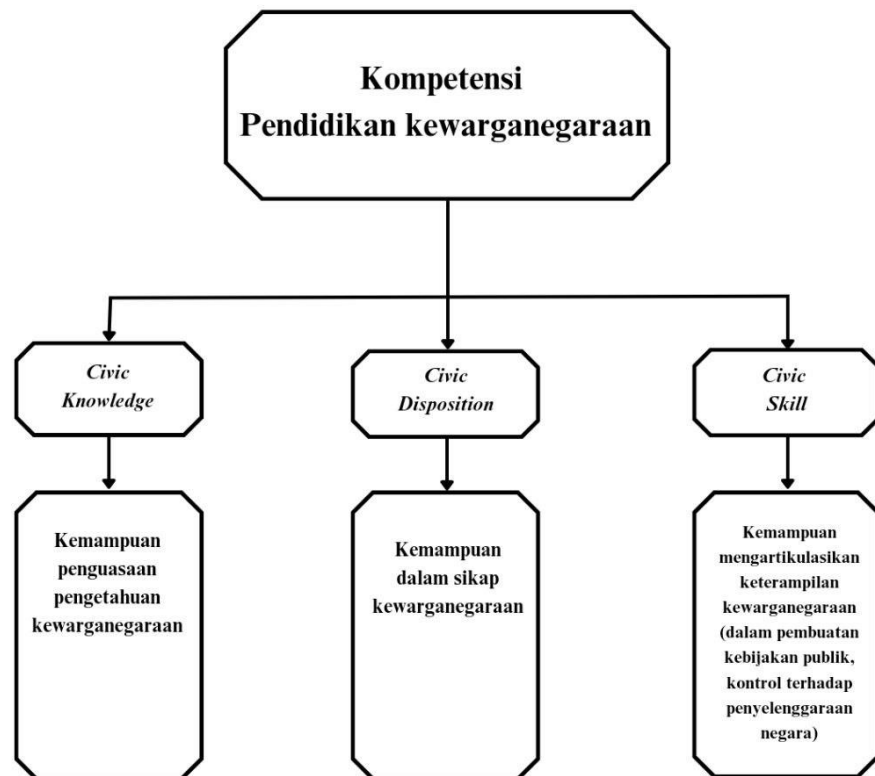 Kompetensi
Pendidikan kewarganegaraan
Civic
Knowledge
Civic
Disposition
Civic
Skill
Kemampuan
penguasaan
pengetahuan
kewarganegaraan
Kemampuan
dalam sikap
kewarganegaraan
Kemampuan
mengartikulasikan
keterampilan
kewarganegaraan
(dalam pembuatan
kebijakan publik,
kontrol terhadap
penyelenggaraan
negara)